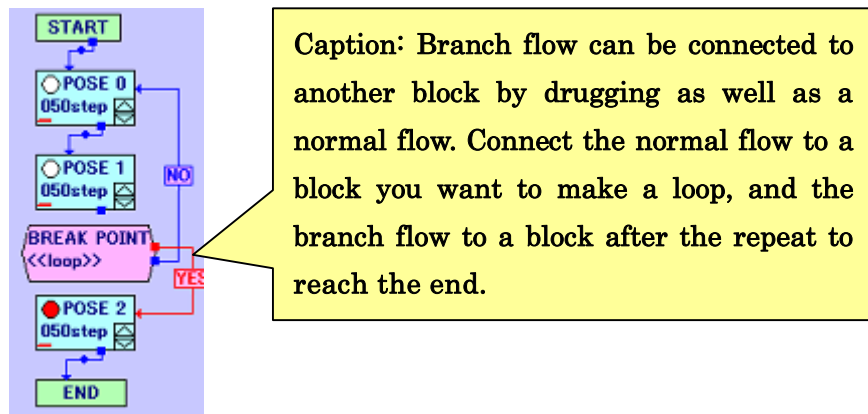 START
POSE 0
050step
POSE 1
050step
NO
BREAK POINT
<<loop>>
YES
POSE 2
050step
END
Caption: Branch flow can be connected to
another block by drugging as well as a
normal flow. Connect the normal flow to a
block you want to make a loop, and the
branch flow to a block after the repeat to
reach the end.